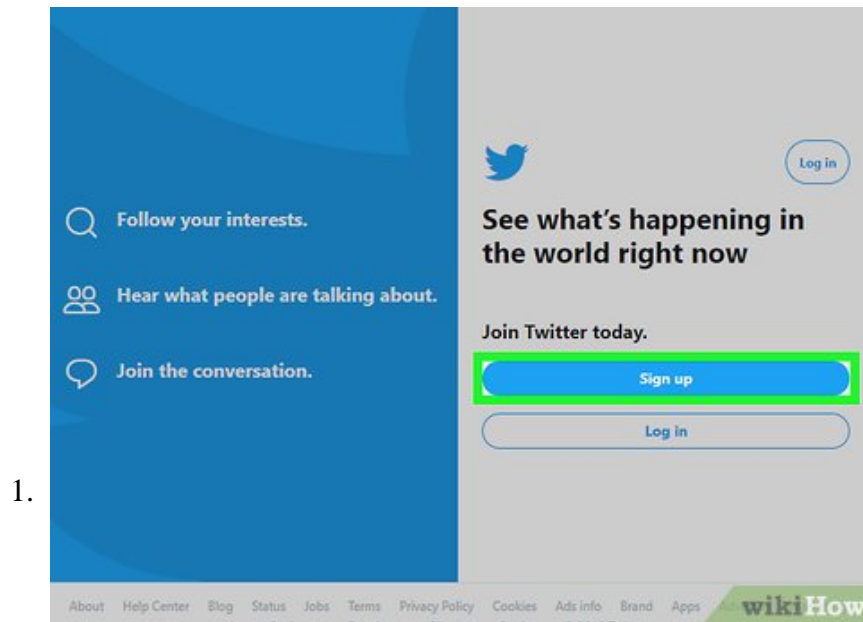 Log in
Follow your interests.
See what's happening in
the world right now
Hear what people are talking about.
Join Twitter today.
Join the conversation.
Sign up
Log in
1.
About Help Center Blog Status Jobs Terms Privacy Policy Cookies Ads info Brand Apps
wikiHow